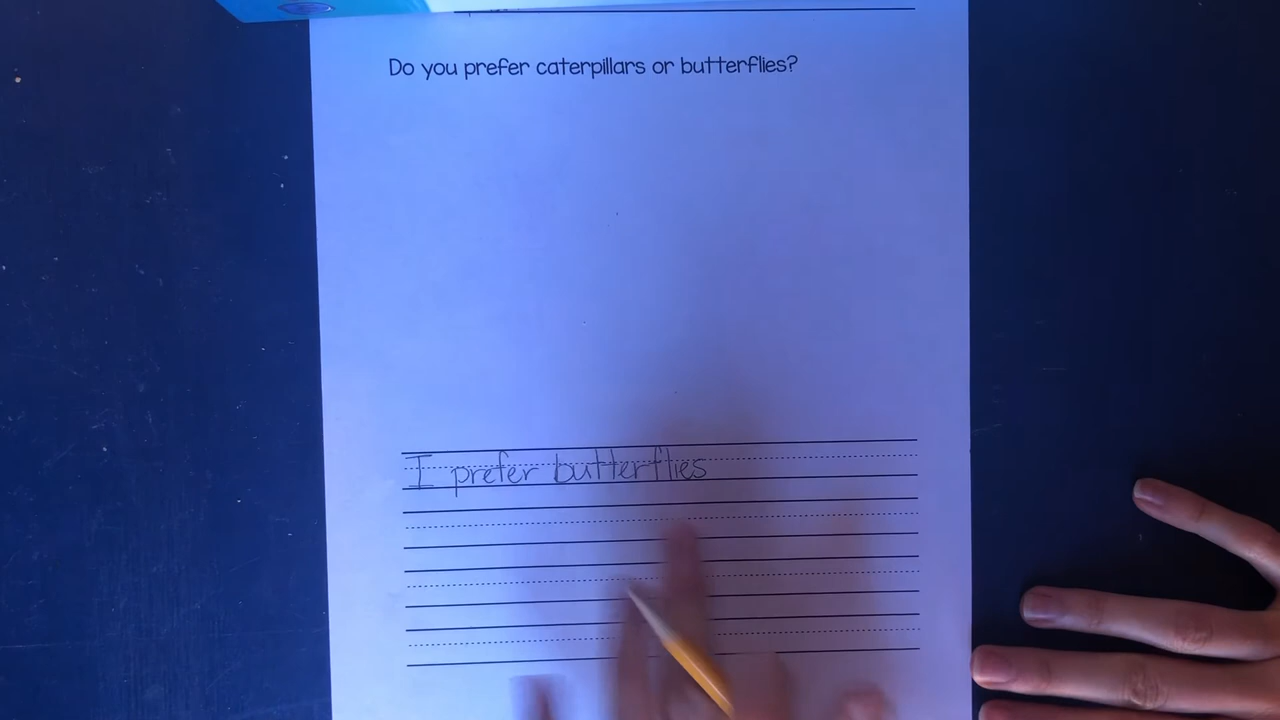 Do you prefer caterpillars or butterflies?
I prefer butterflies